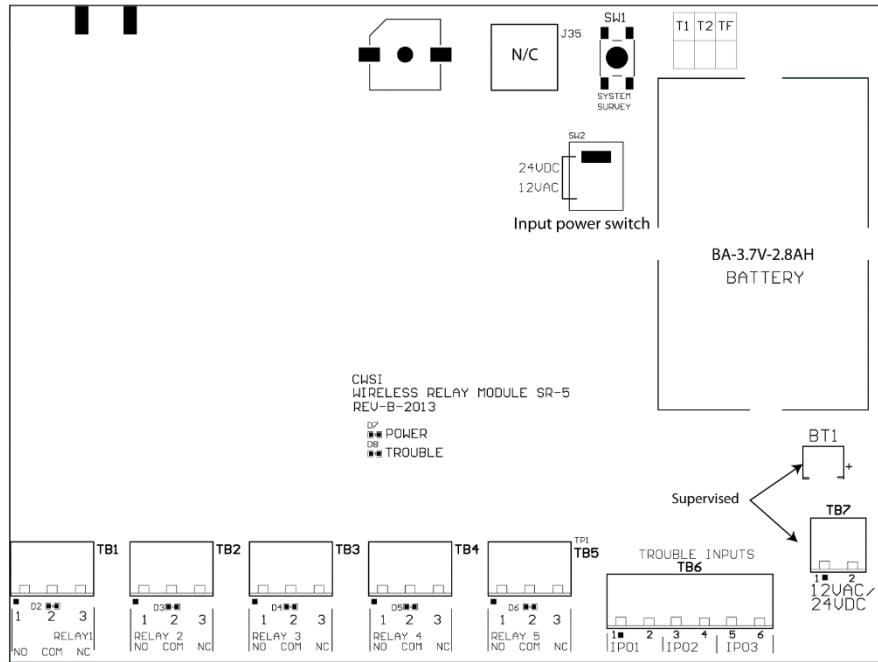 SW1
T1 T2 TF
J35
N/C
SYSTEM
SURVEY
SW2
24VDC
12VAC
Input power switch
BA-3.7V-2.8AH
BATTERY
CWSI
WIRELESS RELAY MODULE SR-5
REV-B-2013
D7
POWER
D8
TROUBLE
BT1
+
Supervised
TB7
1 2
12VAC/
24VDC
TB1
D2
1 2 3
RELAY1
NO COM NC
TB2
D3
1 2 3
RELAY 2
NO COM NC
TB3
D4
1 2 3
RELAY 3
NO COM NC
TB4
D5
1 2 3
RELAY 4
NO COM NC
TP1
TB5
D6
1 2 3
RELAY 5
NO COM NC
TROUBLE INPUTS
TB6
1 2 3 4 5 6
IPO1 IPO2 IPO3